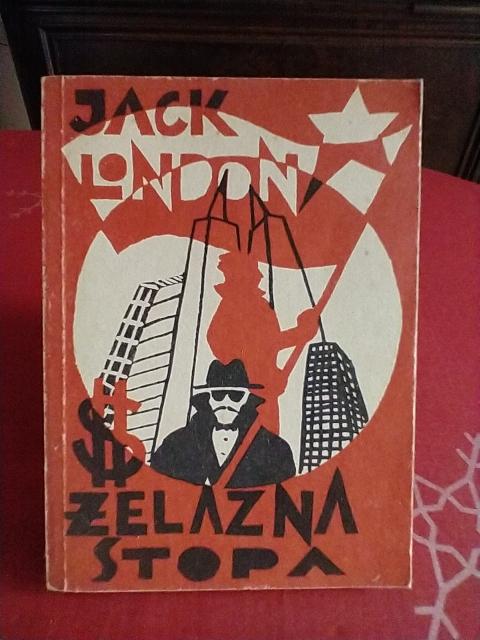 JACK
LONDON
$
ŻELAZNA
STOPA